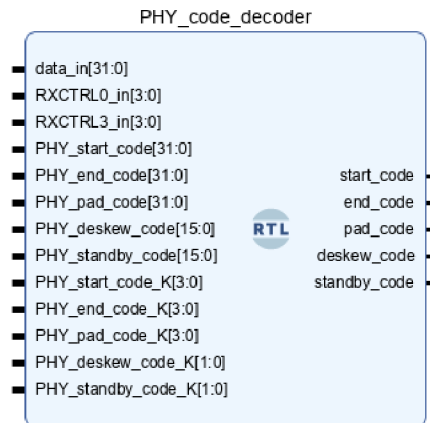 PHY_code_decoder
data_in[31:0]
RXCTRL0_in[3:0]
RXCTRL3_in[3:0]
PHY_start_code[31:0]
PHY_end_code[31:0]
PHY_pad_code[31:0]
PHY_deskew_code[15:0]
PHY_standby_code[15:0]
PHY_start_code_K[3:0]
PHY_end_code_K[3:0]
PHY_pad_code_K[3:0]
PHY_deskew_code_K[1:0]
PHY_standby_code_K[1:0]
RTL
start_code
end_code
pad_code
deskew_code
standby_code